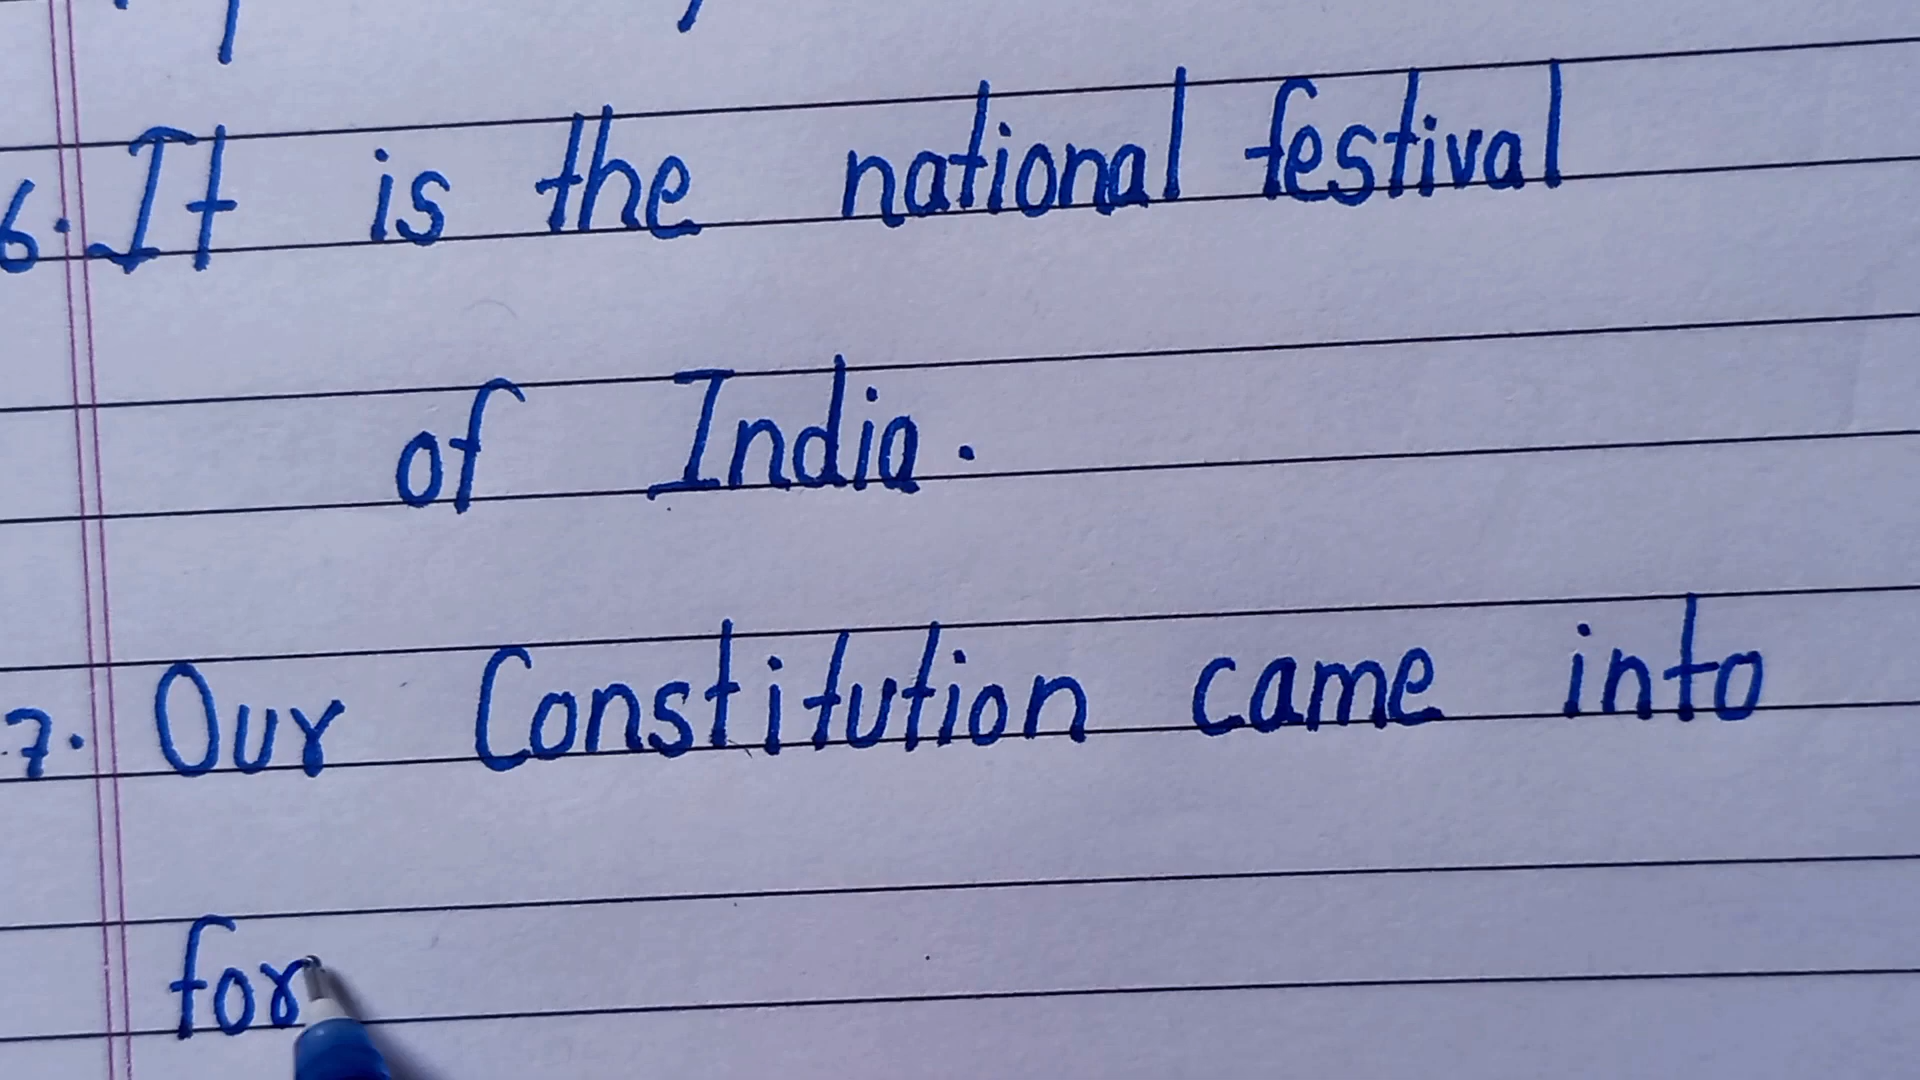 6. It is the national festival
of India.
7. Our Constitution came into
for